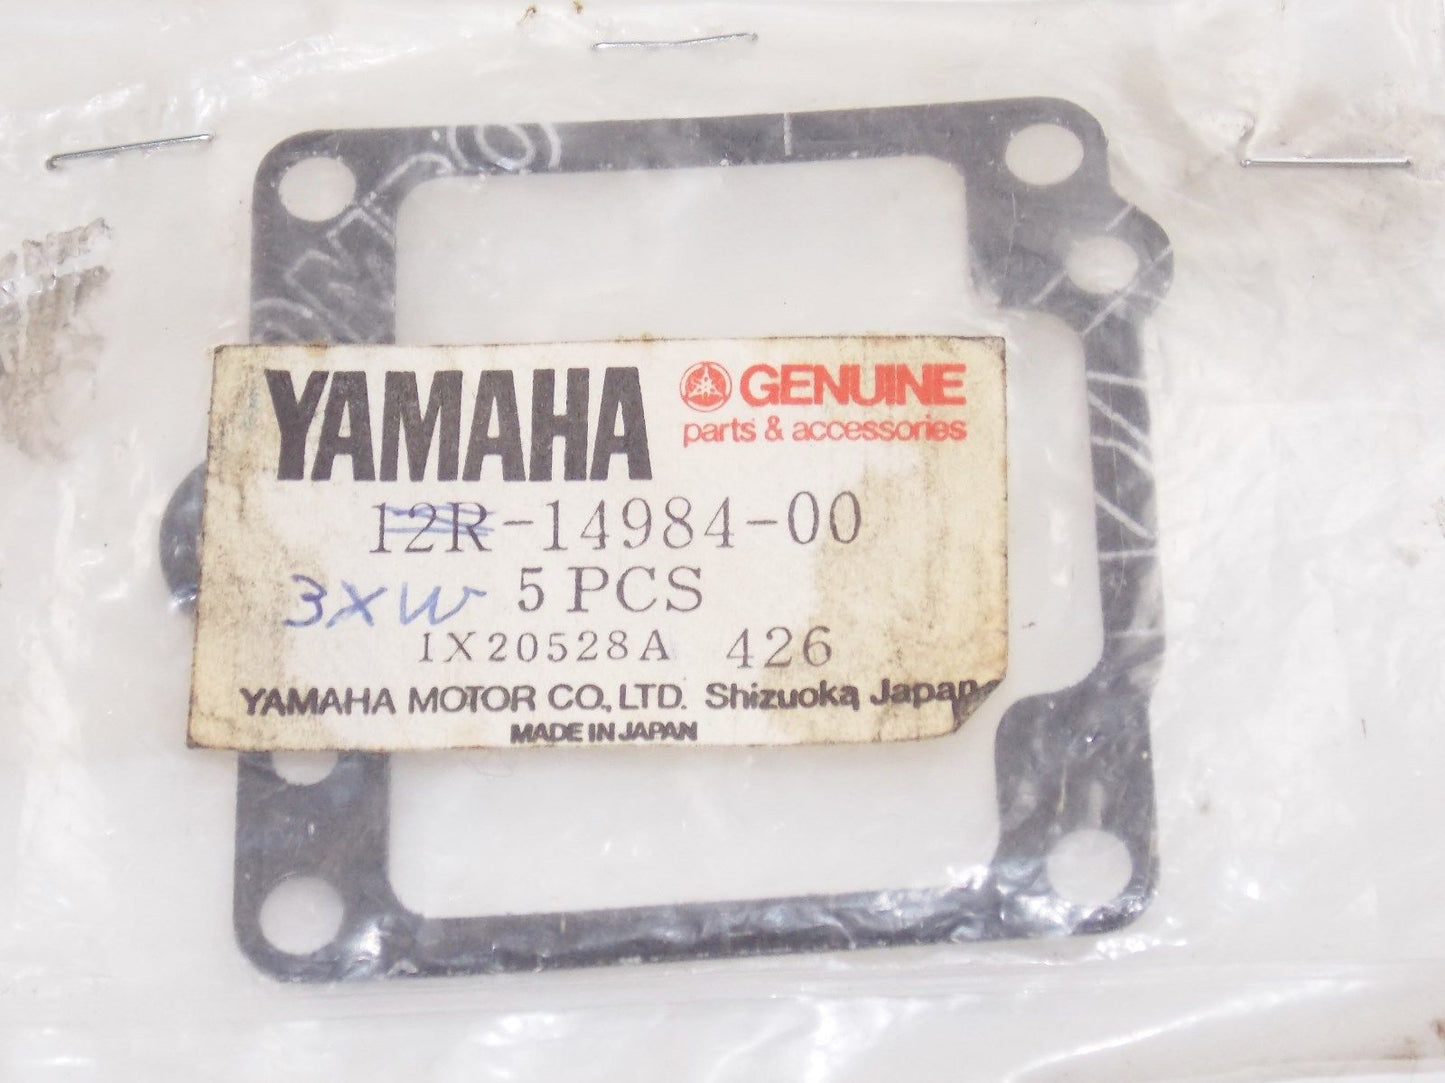 YAMAHA GENUINE
parts & accessories
12R-14984-00
3XW 5 PCS
1X20528A 426
YAMAHA MOTOR CO., LTD. Shizuoka Japan
MADE IN JAPAN